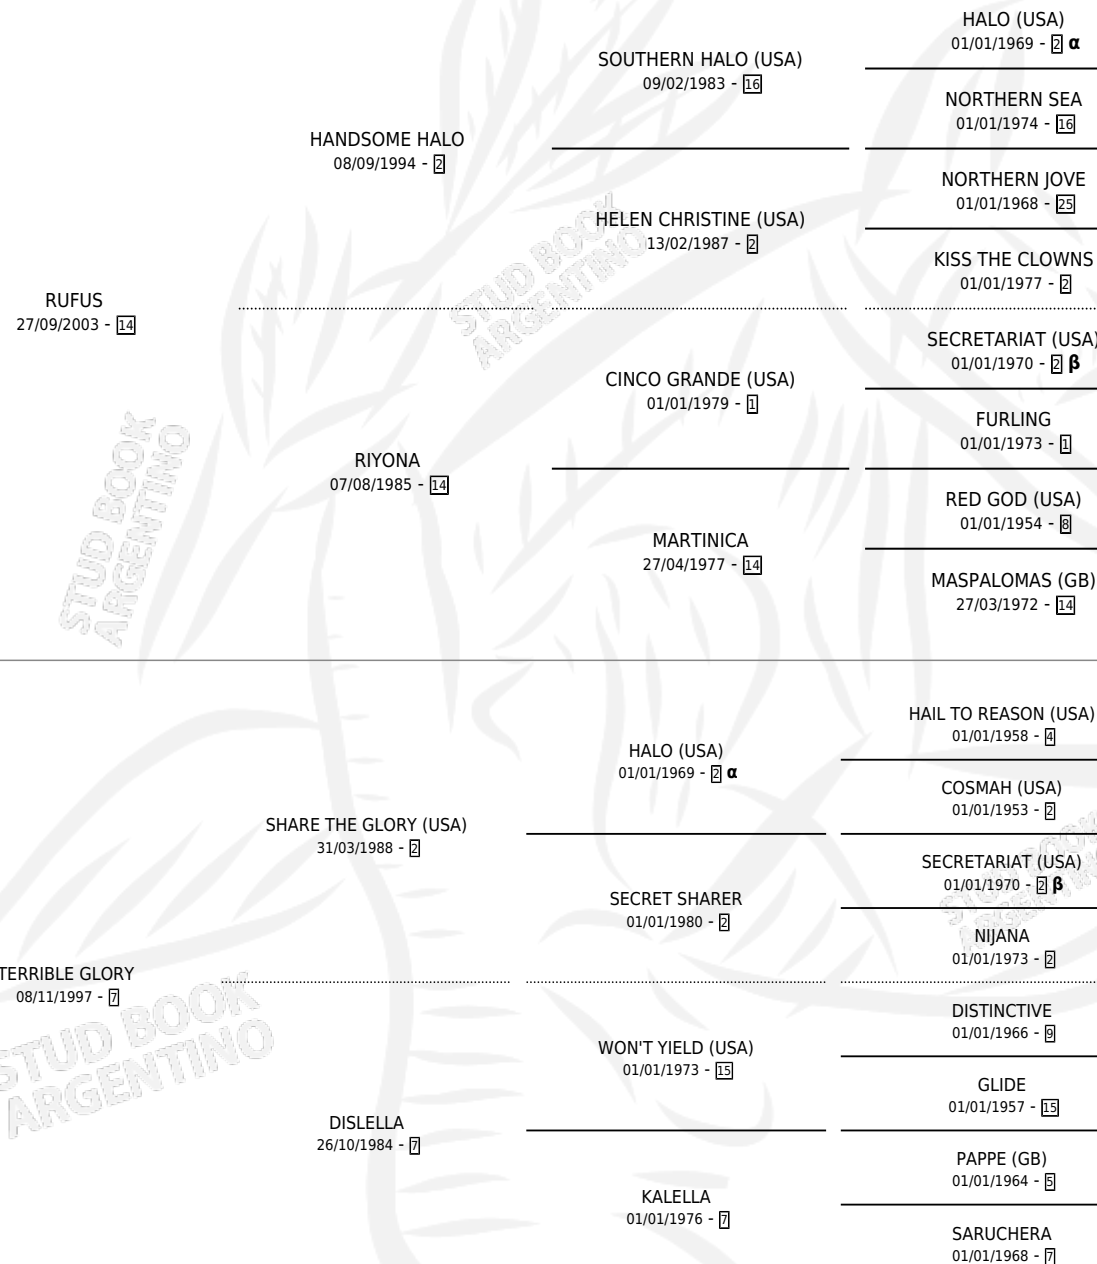 HALO (USA)
01/01/1969 - 2 α
SOUTHERN HALO (USA)
09/02/1983 - 16
NORTHERN SEA
01/01/1974 - 16
HANDSOME HALO
08/09/1994 - 2
NORTHERN JOVE
01/01/1968 - 25
HELEN CHRISTINE (USA)
13/02/1987 - 2
KISS THE CLOWNS
01/01/1977 - 2
RUFUS
27/09/2003 - 14
SECRETARIAT (USA)
01/01/1970 - 2 β
CINCO GRANDE (USA)
01/01/1979 - 1
FURLING
01/01/1973 - 1
RIYONA
07/08/1985 - 14
RED GOD (USA)
01/01/1954 - 8
MARTINICA
27/04/1977 - 14
MASPALOMAS (GB)
27/03/1972 - 14
HAIL TO REASON (USA)
01/01/1958 - 4
HALO (USA)
01/01/1969 - 2 α
COSMAH (USA)
01/01/1953 - 2
SHARE THE GLORY (USA)
31/03/1988 - 2
SECRETARIAT (USA)
01/01/1970 - 2 β
SECRET SHARER
01/01/1980 - 2
NIJANA
01/01/1973 - 2
TERRIBLE GLORY
08/11/1997 - 7
DISTINCTIVE
01/01/1966 - 9
WON'T YIELD (USA)
01/01/1973 - 15
GLIDE
01/01/1957 - 15
DISLELLA
26/10/1984 - 7
PAPPE (GB)
01/01/1964 - 5
KALELLA
01/01/1976 - 7
SARUCHERA
01/01/1968 - 7
STUD BOOK
ARGENTINO
STUD BOOK
ARGENTINO
STUD BOOK
ARGENTINO
STUD BOOK